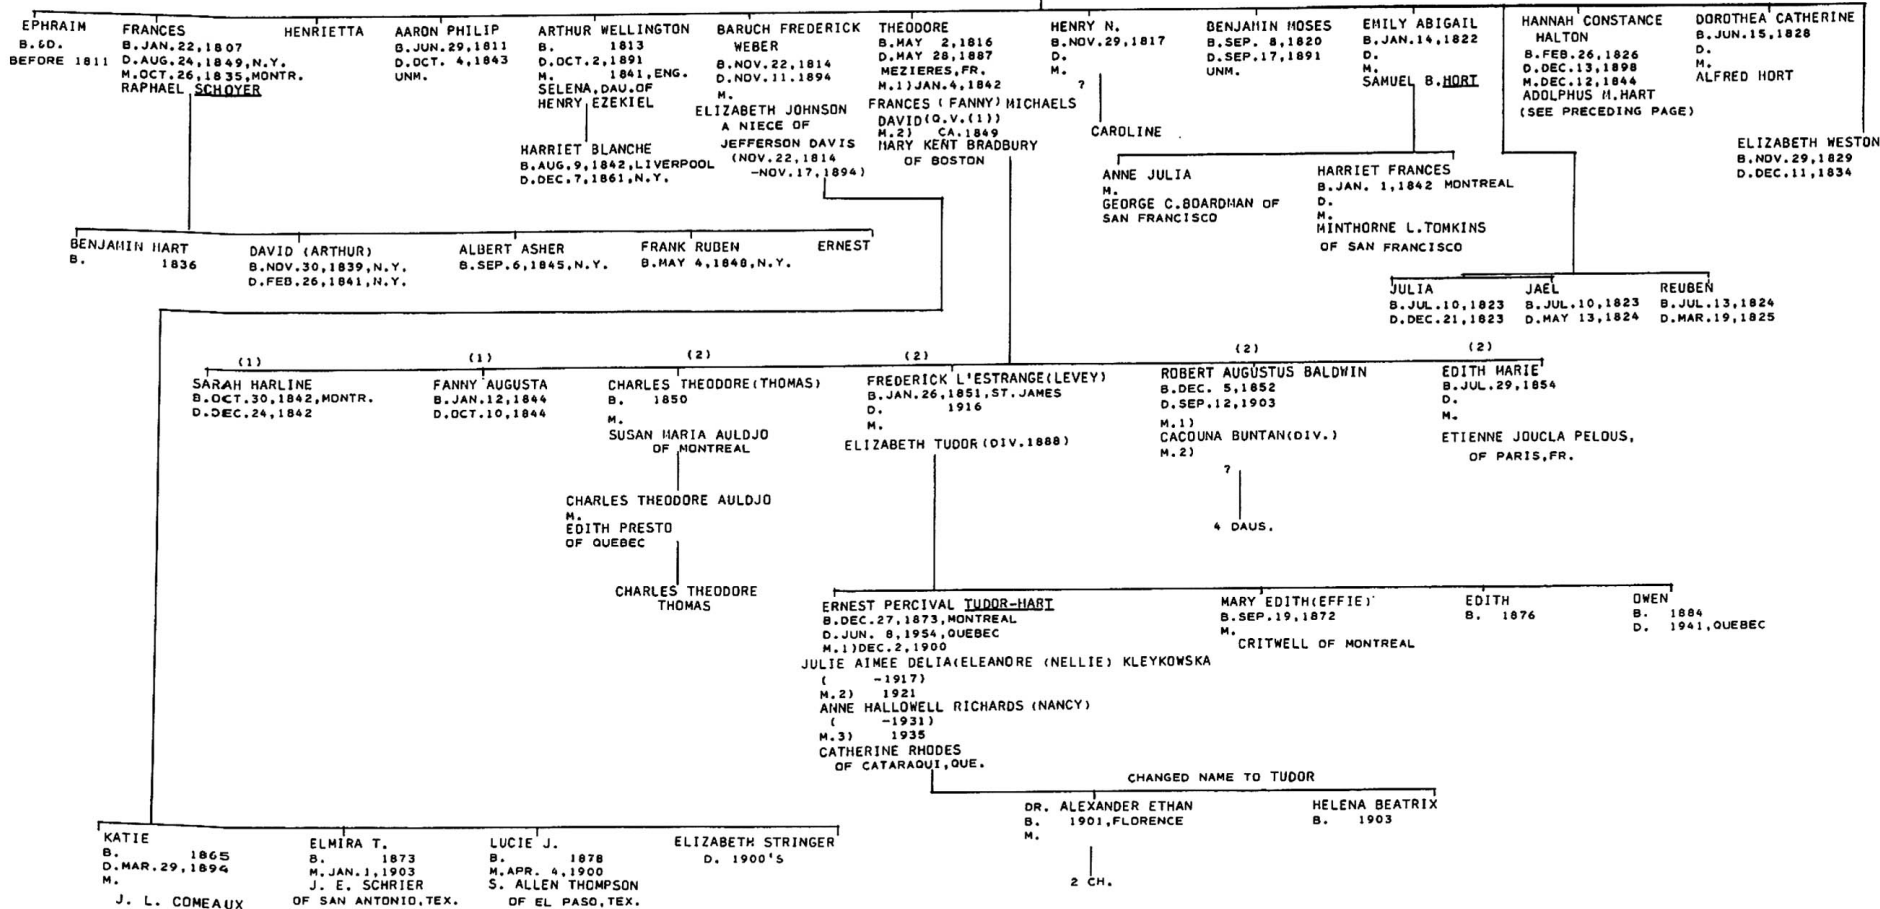 EPHRAIM
B.&D.
BEFORE 1811
FRANCES
B.JAN.22,1807
D.AUG.24,1849,N.Y.
M.OCT.26,1835,MONTR.
RAPHAEL SCHOYER
HENRIETTA
AARON PHILIP
B.JUN.29,1811
D.OCT. 4,1843
UNM.
ARTHUR WELLINGTON
B. 1813
D.OCT.2,1891
M. 1841,ENG.
SELENA,DAU.OF
HENRY EZEKIEL
HARRIET BLANCHE
B.AUG.9,1842,LIVERPOOL
D.DEC.7,1861,N.Y.
BARUCH FREDERICK
WEBER
B.NOV.22,1814
D.NOV.11.1894
M.
ELIZABETH JOHNSON
A NIECE OF
JEFFERSON DAVIS
(NOV.22,1814
-NOV.17,1894)
THEODORE
B.MAY 2,1816
D.MAY 28,1887
MEZIERES,FR.
M.1)JAN.4,1842
FRANCES (FANNY) MICHAELS
DAVID(Q.V.(1))
M.2) CA.1849
MARY KENT BRADBURY
OF BOSTON
HENRY N.
B.NOV.29,1817
D.
M.
?
CAROLINE
BENJAMIN MOSES
B.SEP. 8,1820
D.SEP.17,1891
UNM.
EMILY ABIGAIL
B.JAN.14,1822
D.
M.
SAMUEL B.HORT
HANNAH CONSTANCE
HALTON
B.FEB.26,1826
D.DEC.13,1898
M.DEC.12,1844
ADOLPHUS M.HART
(SEE PRECEDING PAGE)
DOROTHEA CATHERINE
B.JUN.15,1828
D.
M.
ALFRED HORT
ELIZABETH WESTON
B.NOV.29,1829
D.DEC.11,1834
ANNE JULIA
M.
GEORGE C.BOARDMAN OF
SAN FRANCISCO
HARRIET FRANCES
B.JAN. 1,1842 MONTREAL
D.
M.
MINTHORNE L.TOMKINS
OF SAN FRANCISCO
BENJAMIN HART
B. 1836
DAVID (ARTHUR)
B.NOV.30,1839,N.Y.
D.FEB.26,1841,N.Y.
ALBERT ASHER
B.SEP.6,1845,N.Y.
FRANK RUBEN
B.MAY 4,1848,N.Y.
ERNEST
JULIA
B.JUL.10,1823
D.DEC.21,1823
JAEL
B.JUL.10,1823
D.MAY 13,1824
REUBEN
B.JUL.13,1824
D.MAR.19,1825
(1)
SARAH HARLINE
B.OCT.30,1842,MONTR.
D.DEC.24,1842
(1)
FANNY AUGUSTA
B.JAN.12,1844
D.OCT.10,1844
(2)
CHARLES THEODORE(THOMAS)
B. 1850
M.
SUSAN MARIA AULDJO
OF MONTREAL
(2)
FREDERICK L'ESTRANGE(LEVEY)
B.JAN.26,1851,ST.JAMES
D. 1916
M.
ELIZABETH TUDOR(DIV.1888)
(2)
ROBERT AUGUSTUS BALDWIN
B.DEC. 5,1852
D.SEP.12,1903
M.1)
CACOUNA BUNTAN(DIV.)
M.2)
?
4 DAUS.
(2)
EDITH MARIE
B.JUL.29,1854
D.
M.
ETIENNE JOUCLA PELOUS,
OF PARIS,FR.
CHARLES THEODORE AULDJO
M.
EDITH PRESTO
OF QUEBEC
CHARLES THEODORE
THOMAS
ERNEST PERCIVAL TUDOR-HART
B.DEC.27,1873,MONTREAL
D.JUN. 8,1954,QUEBEC
M.1)DEC.2,1900
JULIE AIMEE DELIA(ELEANORE (NELLIE) KLEYKOWSKA
( -1917)
M.2) 1921
ANNE HALLOWELL RICHARDS (NANCY)
( -1931)
M.3) 1935
CATHERINE RHODES
OF CATARAQUI,QUE.
MARY EDITH(EFFIE)
B.SEP.19,1872
M.
CRITWELL OF MONTREAL
EDITH
B. 1876
OWEN
B. 1884
D. 1941,QUEBEC
CHANGED NAME TO TUDOR
DR. ALEXANDER ETHAN
B. 1901,FLORENCE
M.
2 CH.
HELENA BEATRIX
B. 1903
KATIE
B. 1865
D.MAR.29,1894
M.
J. L. COMEAUX
ELMIRA T.
B. 1873
M.JAN.1,1903
J. E. SCHRIER
OF SAN ANTONIO,TEX.
LUCIE J.
B. 1878
M.APR. 4,1900
S. ALLEN THOMPSON
OF EL PASO,TEX.
ELIZABETH STRINGER
D. 1900'S